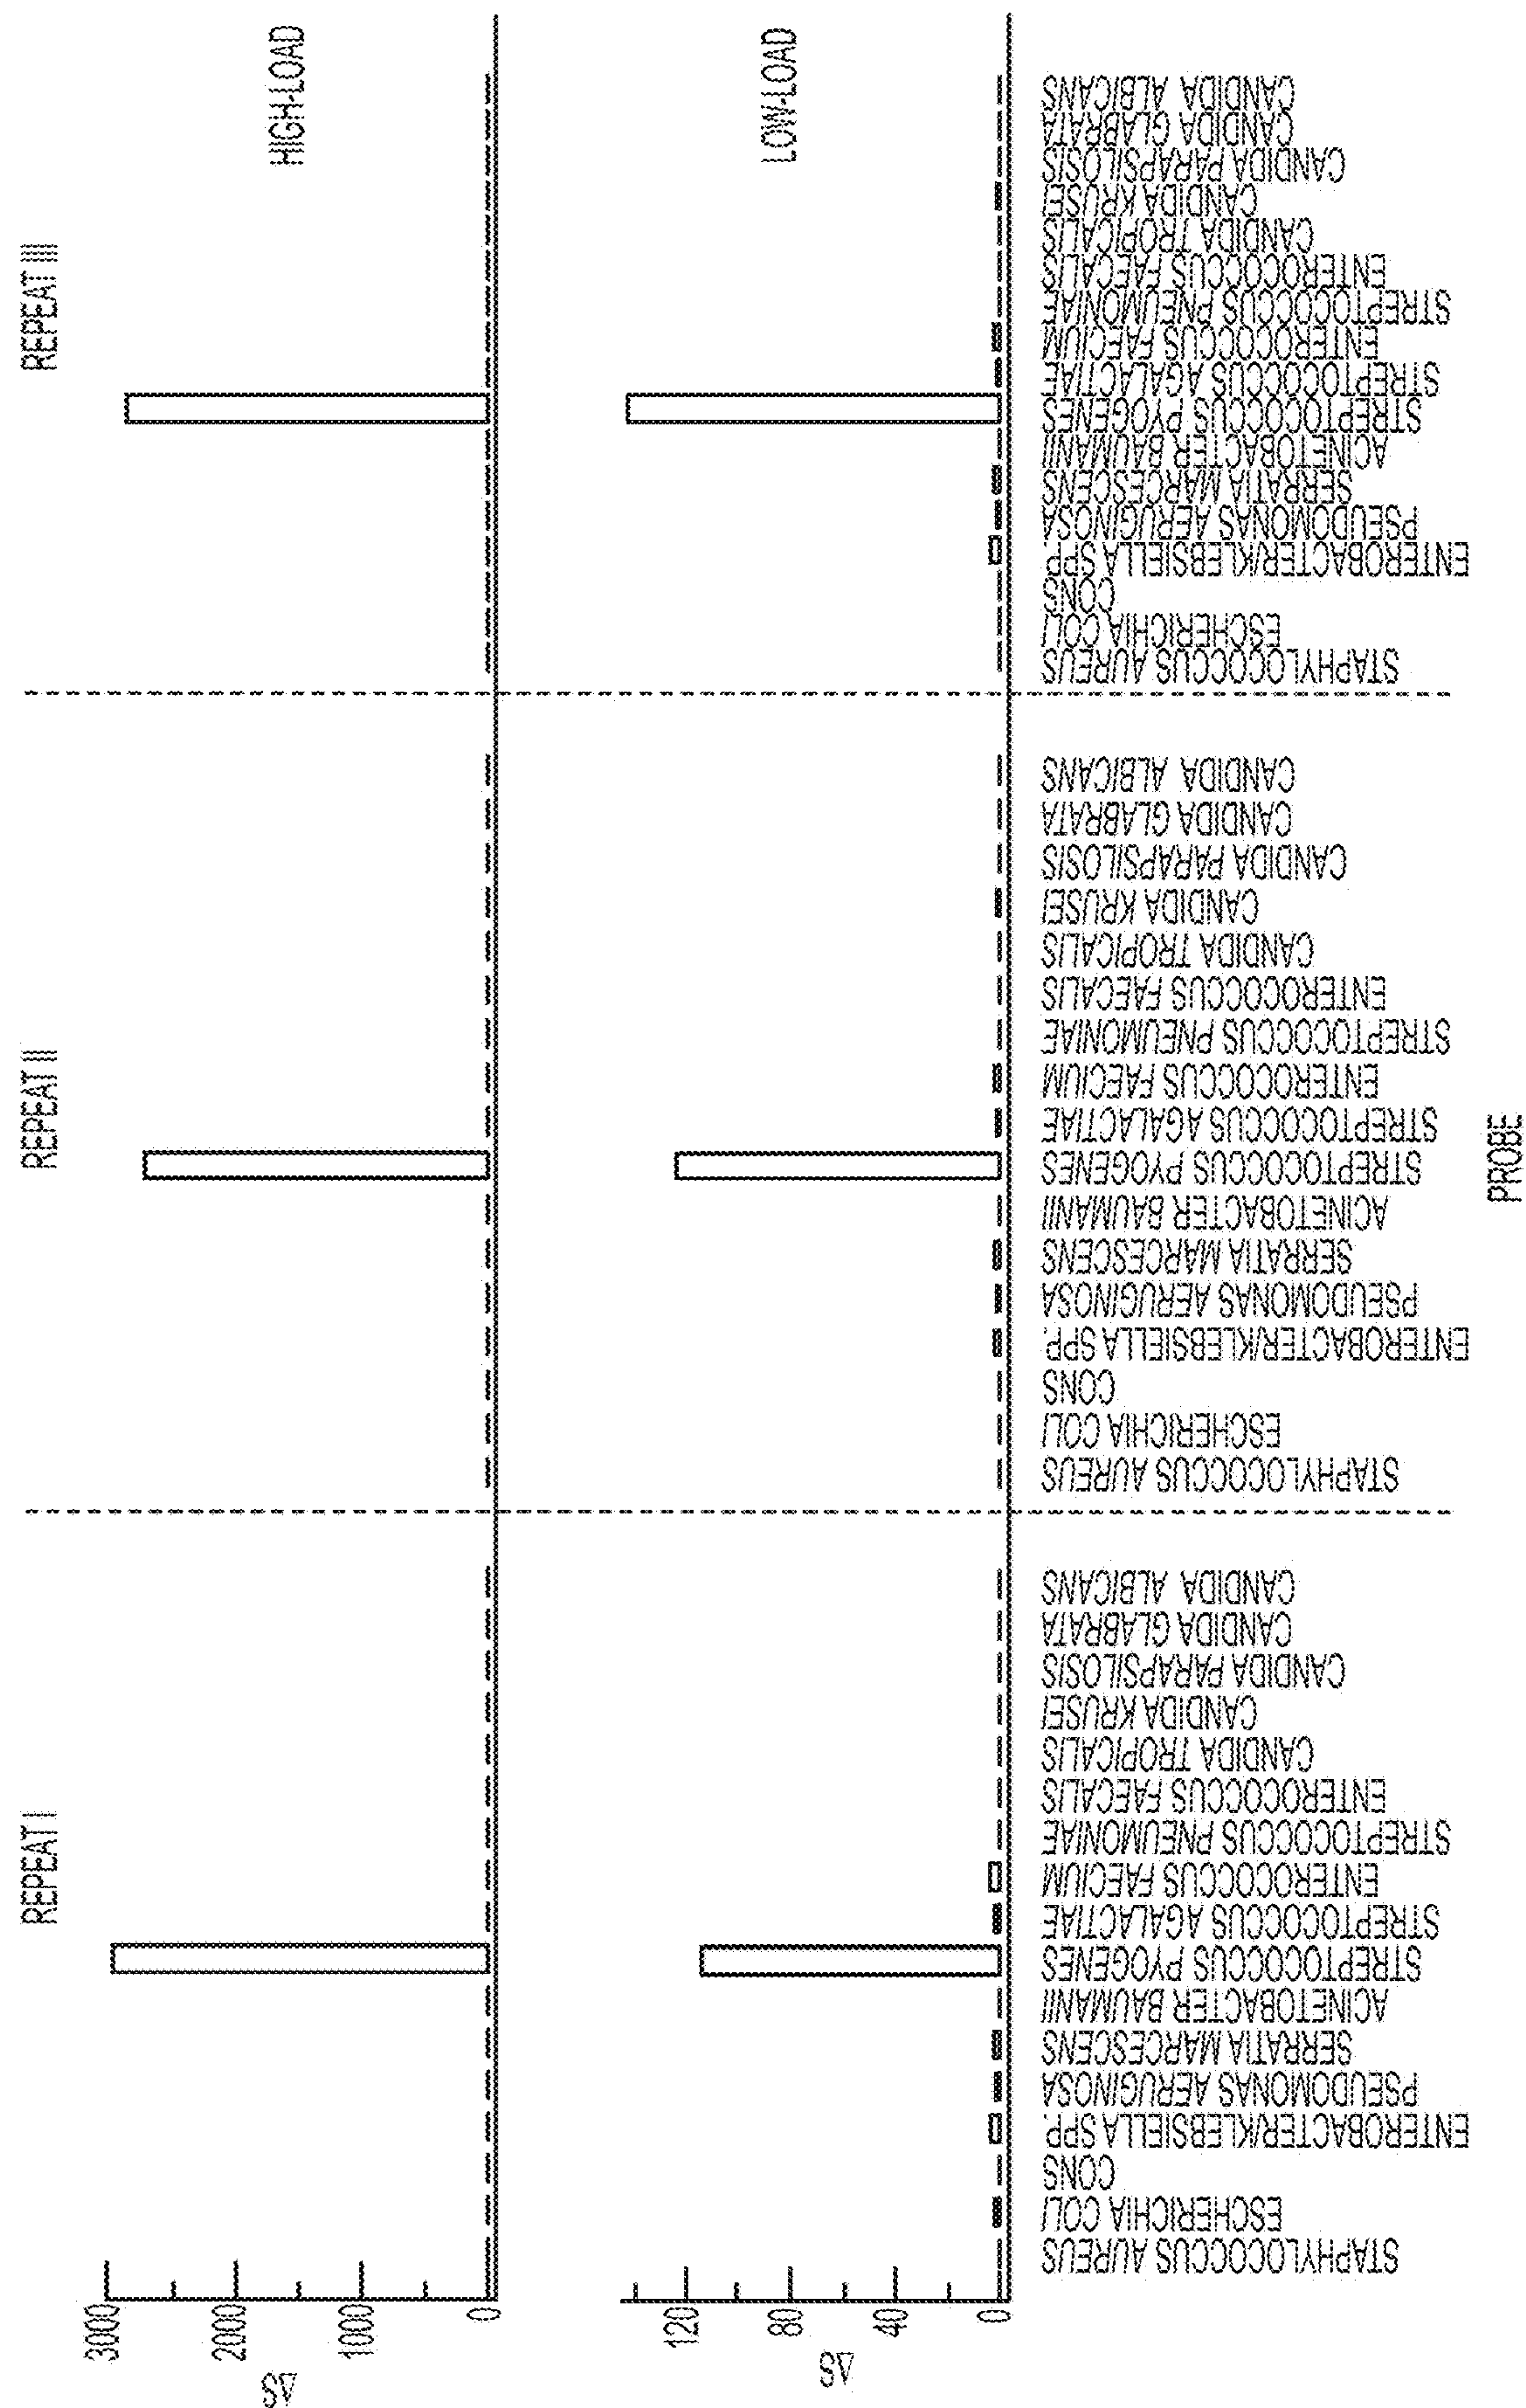 REPEAT I
REPEAT II
REPEAT III
HIGH-LOAD
ΔS
3000
2000
1000
0
LOW-LOAD
ΔS
120
80
40
0
STAPHYLOCOCCUS AUREUS
ESCHERICHIA COLI
CONS
ENTEROBACTER/KLEBSIELLA SPP.
PSEUDOMONAS AERUGINOSA
SERRATIA MARCESCENS
ACINETOBACTER BAUMANII
STREPTOCOCCUS PYOGENES
STREPTOCOCCUS AGALACTIAE
ENTEROCOCCUS FAECIUM
STREPTOCOCCUS PNEUMONIAE
ENTEROCOCCUS FAECALIS
CANDIDA TROPICALIS
CANDIDA KRUSEI
CANDIDA PARAPSILOSIS
CANDIDA GLABRATA
CANDIDA ALBICANS
STAPHYLOCOCCUS AUREUS
ESCHERICHIA COLI
CONS
ENTEROBACTER/KLEBSIELLA SPP.
PSEUDOMONAS AERUGINOSA
SERRATIA MARCESCENS
ACINETOBACTER BAUMANII
STREPTOCOCCUS PYOGENES
STREPTOCOCCUS AGALACTIAE
ENTEROCOCCUS FAECIUM
STREPTOCOCCUS PNEUMONIAE
ENTEROCOCCUS FAECALIS
CANDIDA TROPICALIS
CANDIDA KRUSEI
CANDIDA PARAPSILOSIS
CANDIDA GLABRATA
CANDIDA ALBICANS
STAPHYLOCOCCUS AUREUS
ESCHERICHIA COLI
CONS
ENTEROBACTER/KLEBSIELLA SPP.
PSEUDOMONAS AERUGINOSA
SERRATIA MARCESCENS
ACINETOBACTER BAUMANII
STREPTOCOCCUS PYOGENES
STREPTOCOCCUS AGALACTIAE
ENTEROCOCCUS FAECIUM
STREPTOCOCCUS PNEUMONIAE
ENTEROCOCCUS FAECALIS
CANDIDA TROPICALIS
CANDIDA KRUSEI
CANDIDA PARAPSILOSIS
CANDIDA GLABRATA
CANDIDA ALBICANS
PROBE